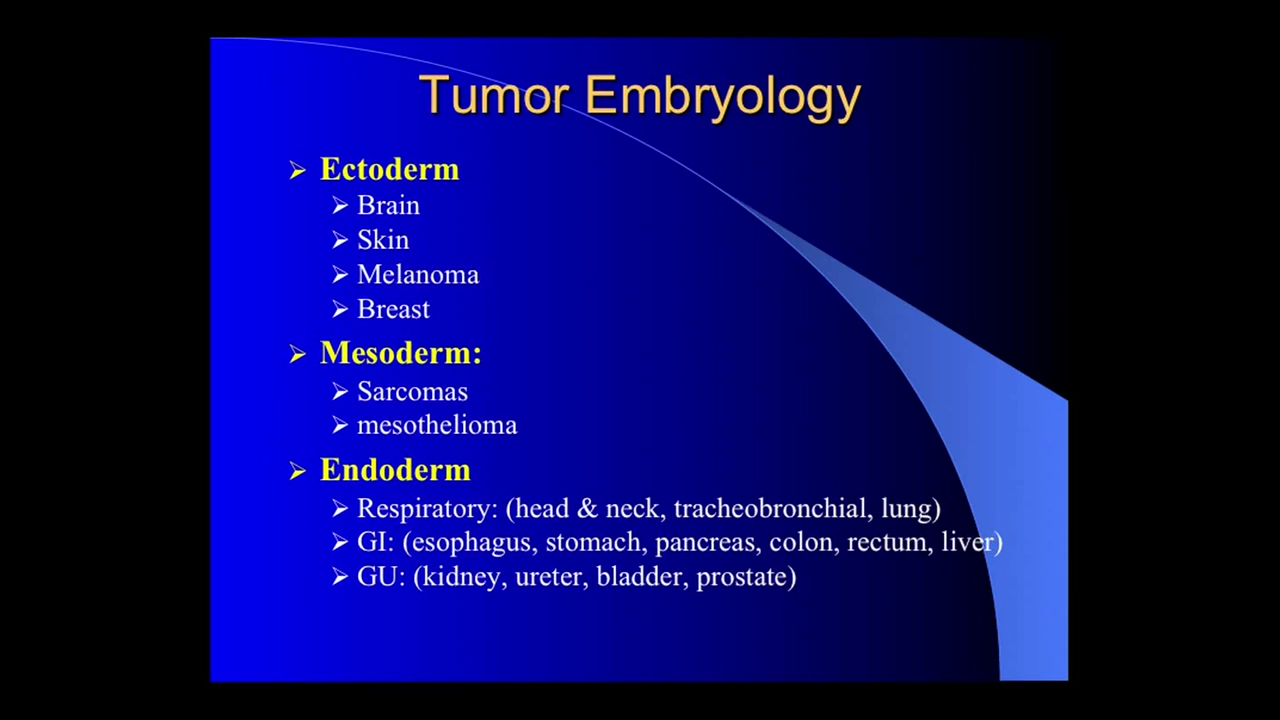 Tumor Embryology
Ectoderm
Brain
Skin
Melanoma
Breast
Mesoderm:
Sarcomas
mesothelioma
Endoderm
Respiratory: (head & neck, tracheobronchial, lung)
GI: (esophagus, stomach, pancreas, colon, rectum, liver)
GU: (kidney, ureter, bladder, prostate)